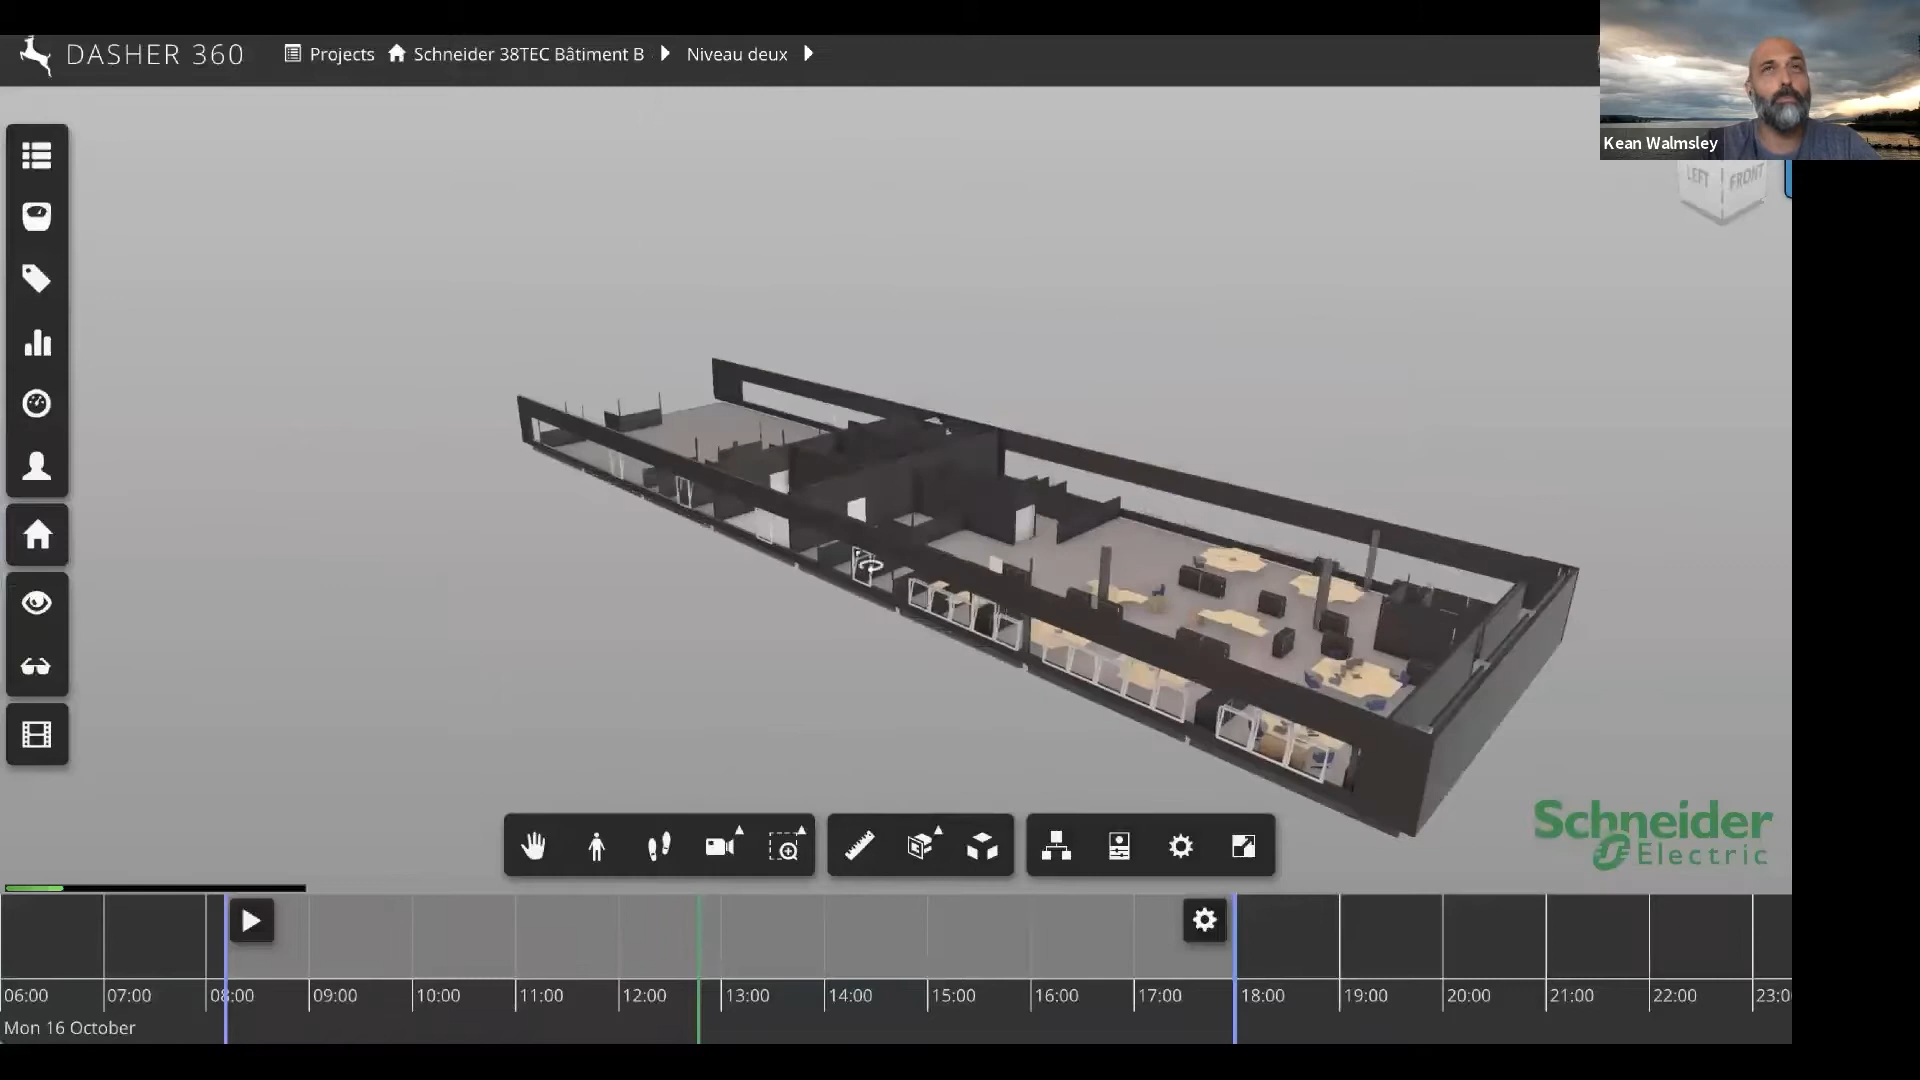 DASHER 360
Projects
Schneider 38TEC Bâtiment B
Niveau deux
Kean Walmsley
LEFT
FRONT
Schneider
Electric
06:00
07:00
08:00
09:00
10:00
11:00
12:00
13:00
14:00
15:00
16:00
17:00
18:00
19:00
20:00
21:00
22:00
23:0
Mon 16 October